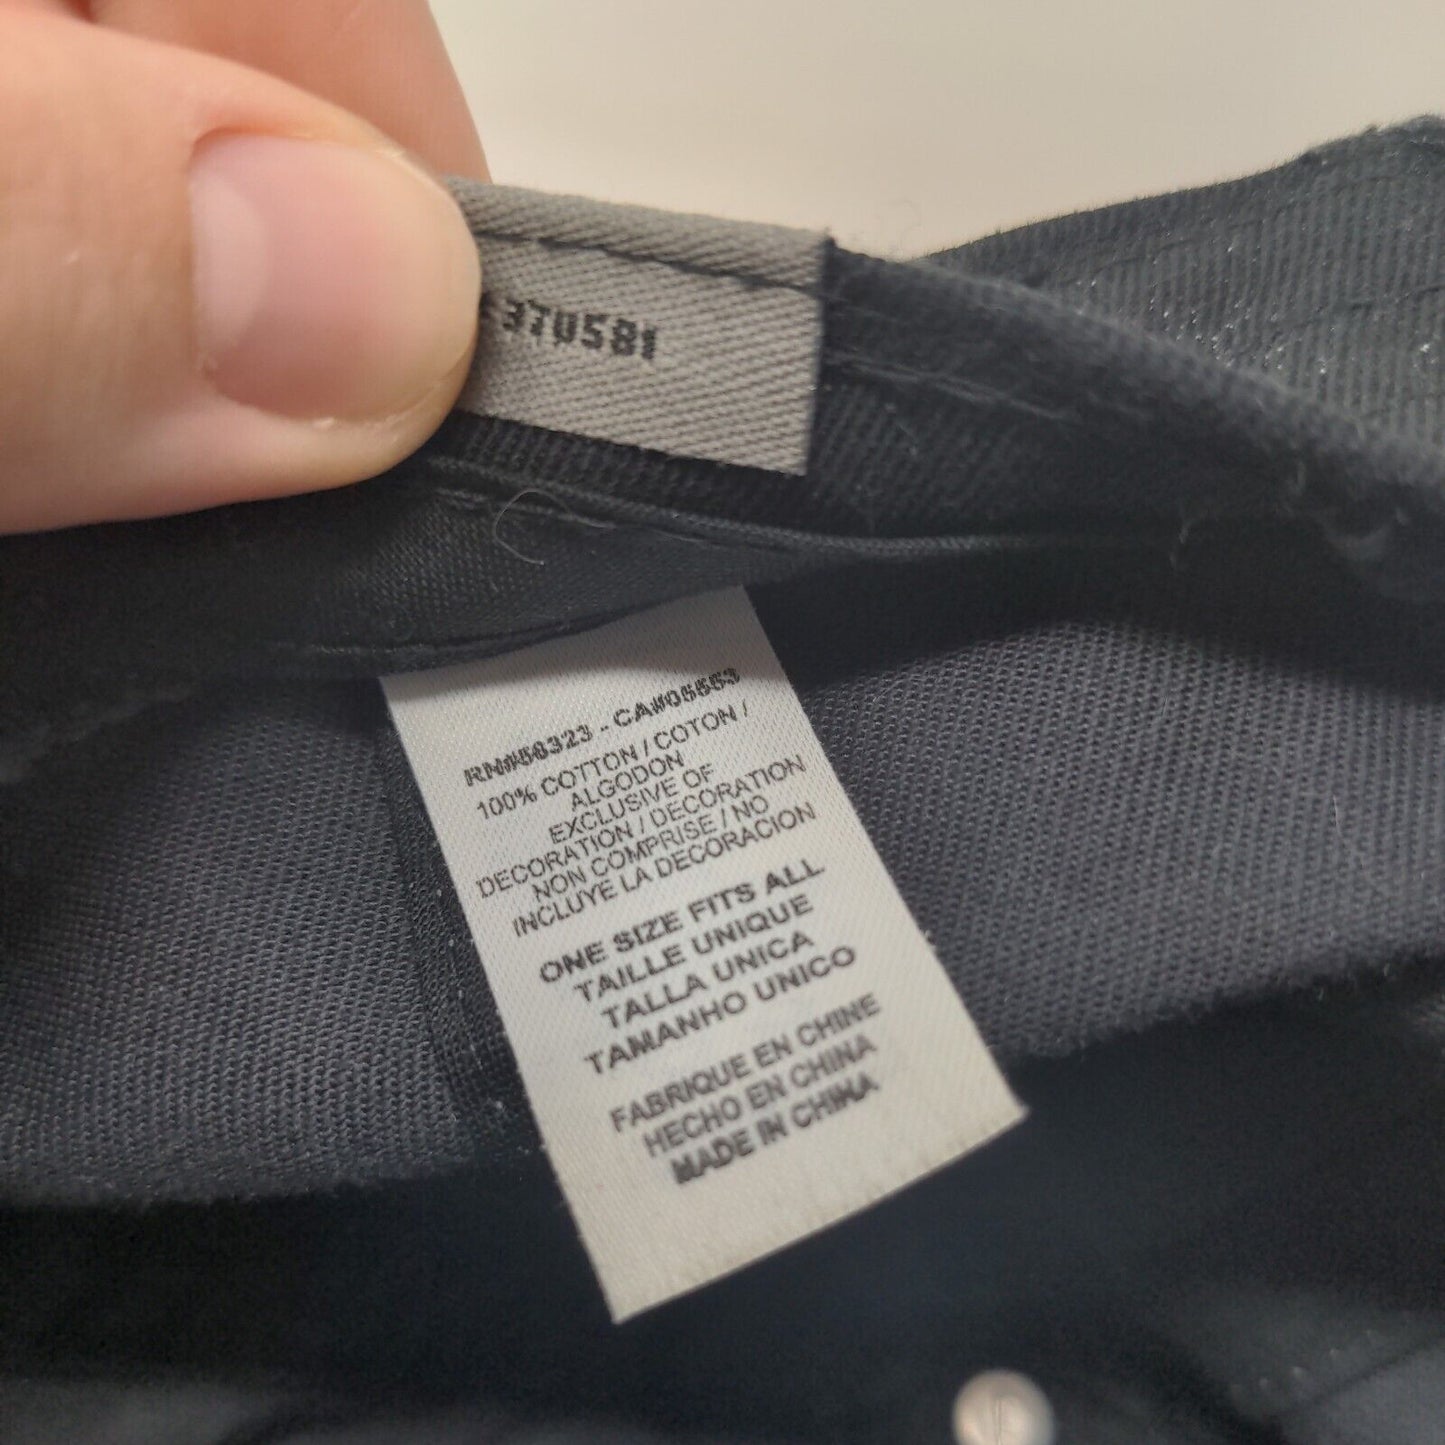 370581
RN#56323 - CA#05553
100% COTTON / COTON /
ALGODON
EXCLUSIVE OF
DECORATION / DECORATION
NON COMPRISE / NO
INCLUYE LA DECORACION
ONE SIZE FITS ALL
TAILLE UNIQUE
TALLA UNICA
TAMANHO UNICO
FABRIQUE EN CHINE
HECHO EN CHINA
MADE IN CHINA